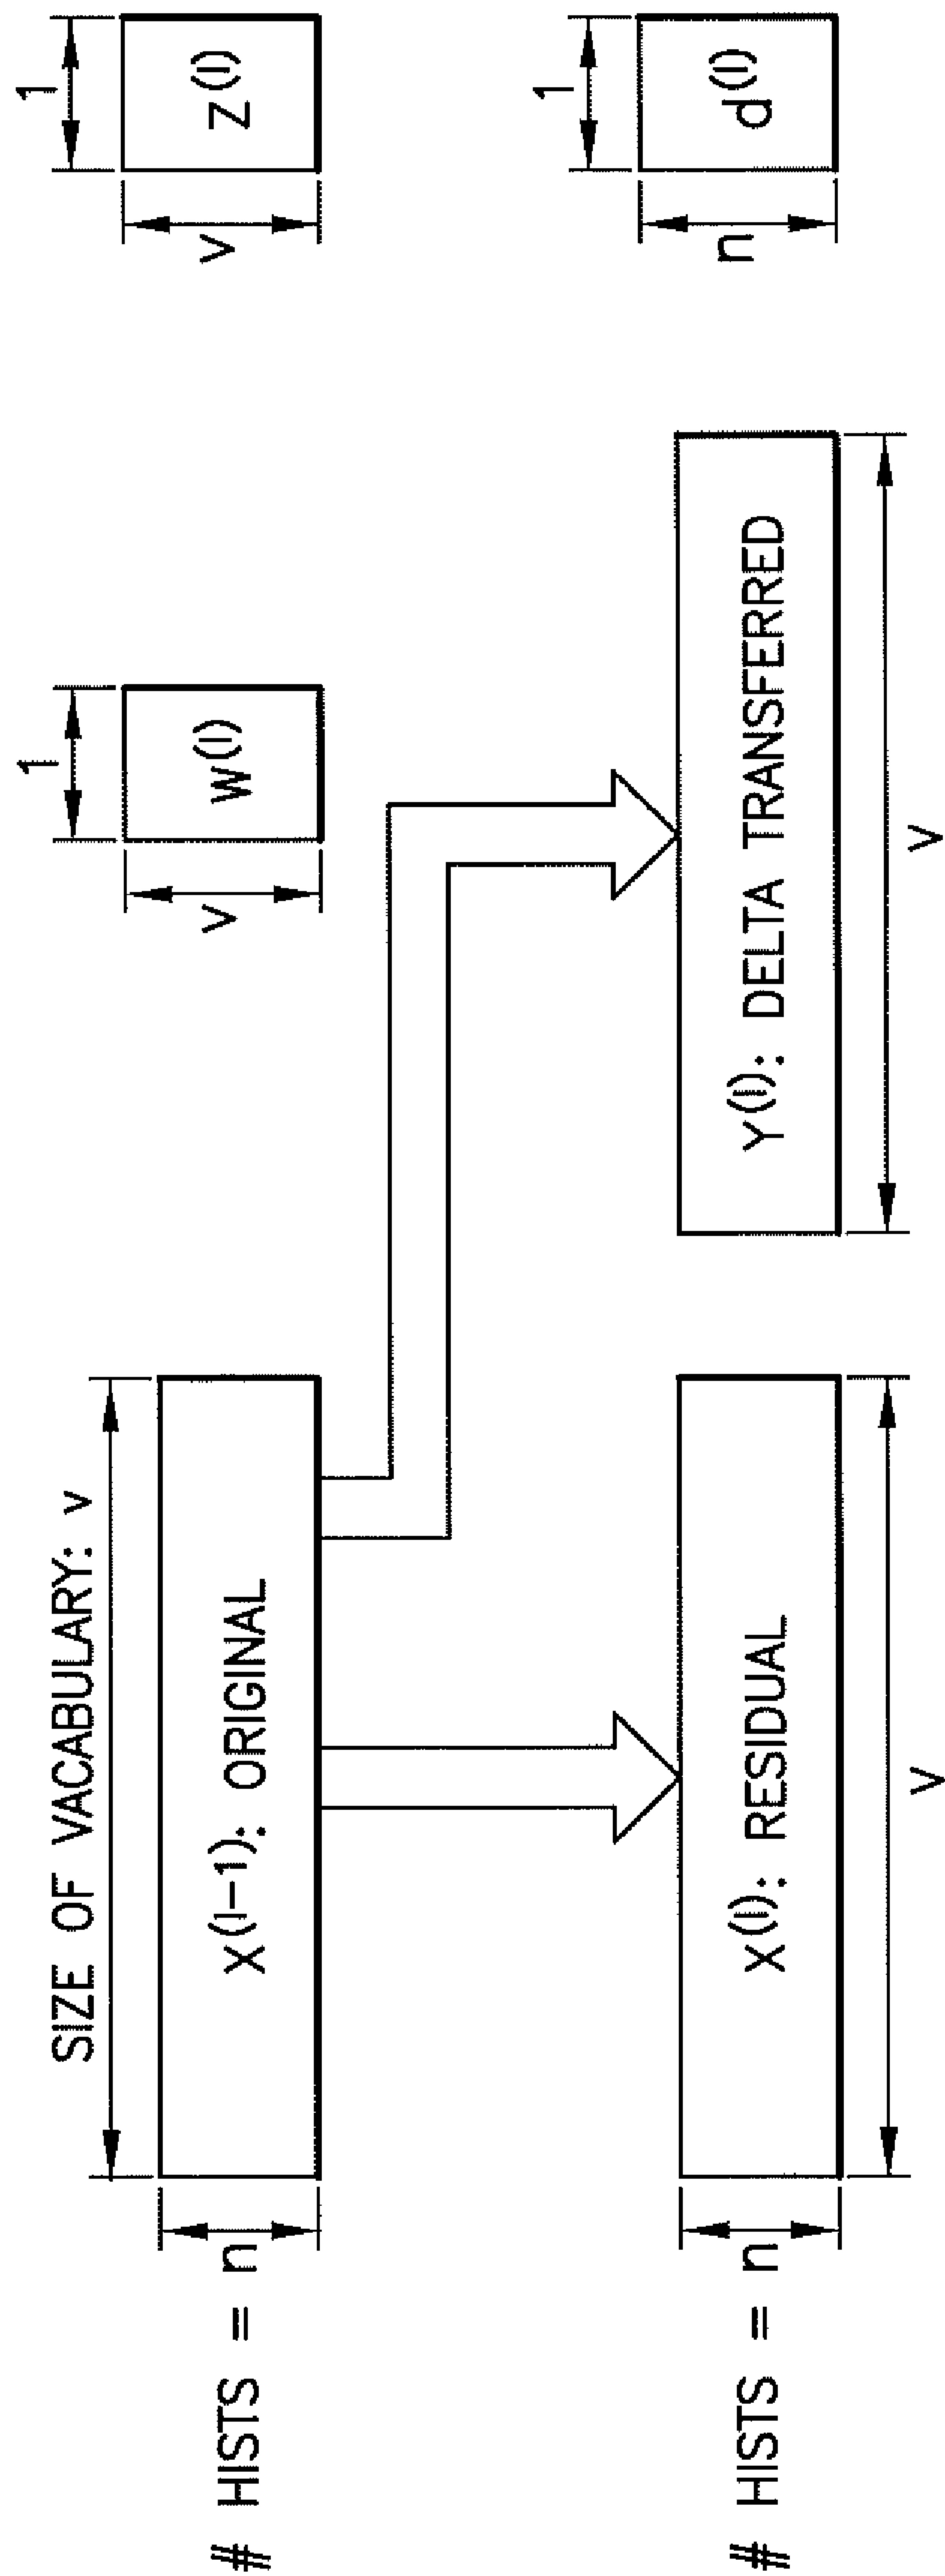 SIZE OF VACABULARY: v
1
1
# HISTS = n
X(l-1): ORIGINAL
v
W(l)
v
Z(l)
1
# HISTS = n
X(l): RESIDUAL
Y(l): DELTA TRANSFERRED
n
d(l)
v
v